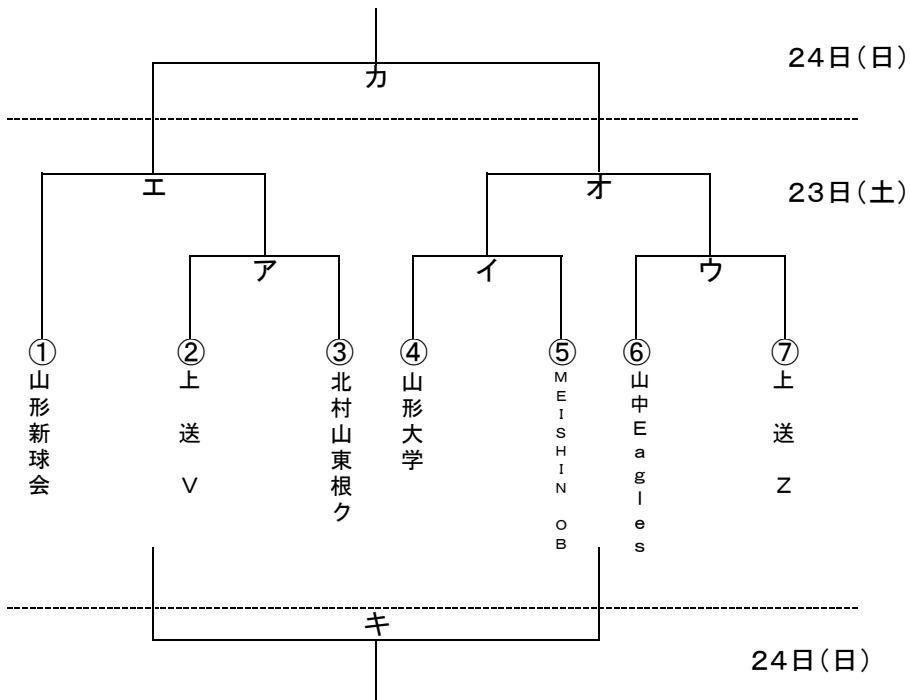 24日(日)
カ
エ
オ
23日(土)
ア
イ
ウ
①山形新球会
②上送V
③北村山東根ク
④山形大学
⑤MEISHIN OB
⑥山中Eagles
⑦上送Z
キ
24日(日)